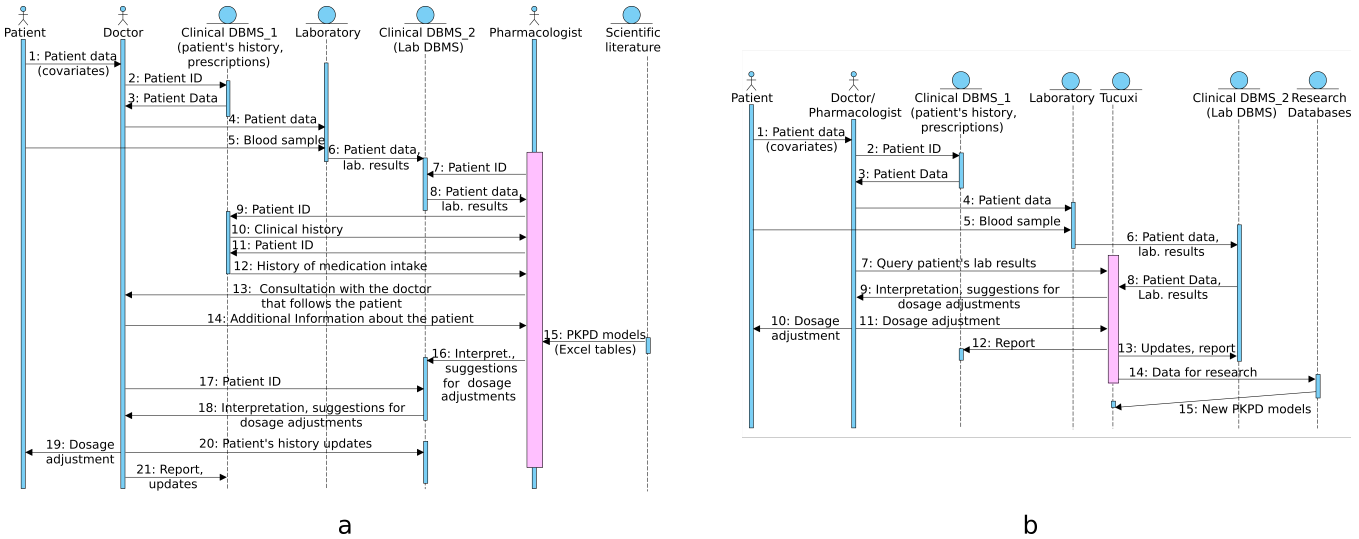 Patient
Doctor
Clinical DBMS_1
(patient's history,
prescriptions)
Laboratory
Clinical DBMS_2
(Lab DBMS)
Pharmacologist
Scientific
literature
1: Patient data
(covariates)
2: Patient ID
3: Patient Data
4: Patient data
5: Blood sample
6: Patient data,
lab. results
7: Patient ID
8: Patient data,
lab. results
9: Patient ID
10: Clinical history
11: Patient ID
12: History of medication intake
13: Consultation with the doctor
that follows the patient
14: Additional Information about the patient
15: PKPD models
(Excel tables)
16: Interpret.,
suggestions
for dosage
adjustments
17: Patient ID
18: Interpretation, suggestions for
dosage adjustments
19: Dosage
adjustment
20: Patient's history updates
21: Report,
updates
a
Patient
Doctor/
Pharmacologist
Clinical DBMS_1
(patient's history,
prescriptions)
Laboratory
Tucuxi
Clinical DBMS_2
(Lab DBMS)
Research
Databases
1: Patient data
(covariates)
2: Patient ID
3: Patient Data
4: Patient data
5: Blood sample
6: Patient data,
lab. results
7: Query patient's lab results
8: Patient Data,
Lab. results
9: Interpretation, suggestions for
dosage adjustments
10: Dosage
adjustment
11: Dosage adjustment
12: Report
13: Updates, report
14: Data for research
15: New PKPD models
b